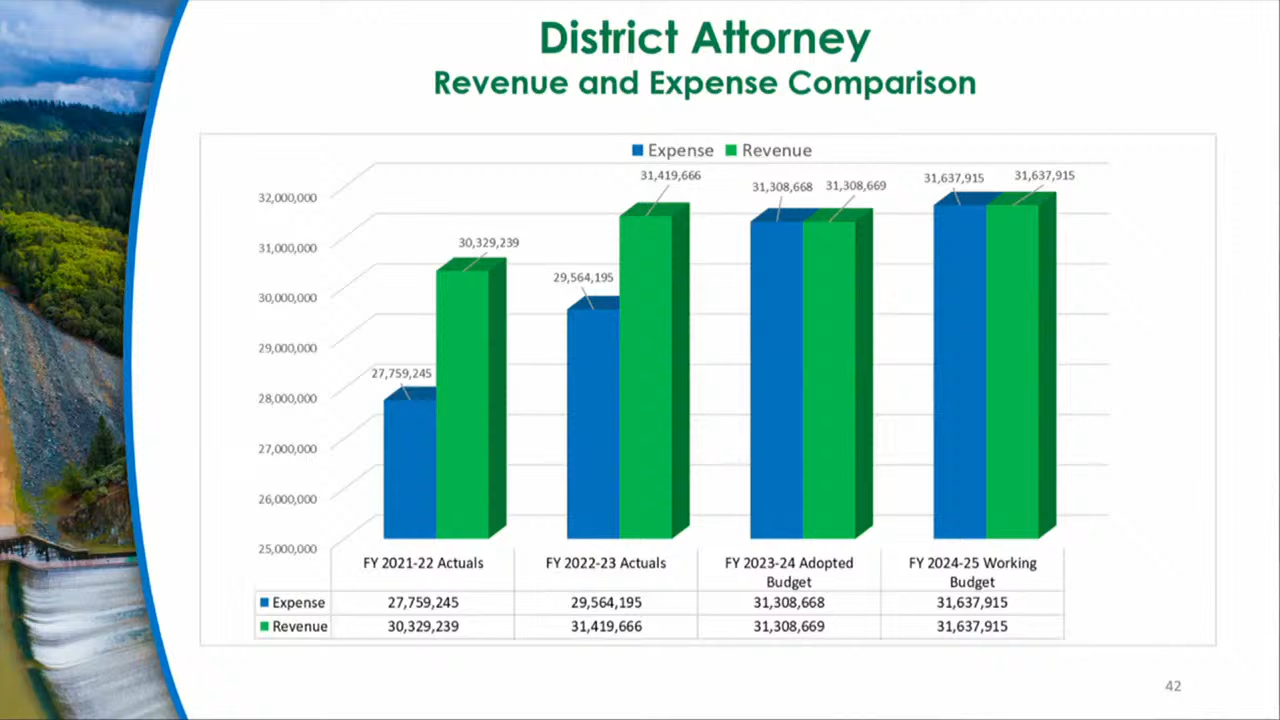 District Attorney
Revenue and Expense Comparison
Expense Revenue
32,000,000
31,000,000
30,000,000
29,000,000
28,000,000
27,000,000
26,000,000
25,000,000
27,759,245
30,329,239
29,564,195
31,419,666
31,308,668
31,308,669
31,637,915
31,637,915
FY 2021-22 Actuals FY 2022-23 Actuals FY 2023-24 Adopted Budget FY 2024-25 Working Budget
Expense 27,759,245 29,564,195 31,308,668 31,637,915
Revenue 30,329,239 31,419,666 31,308,669 31,637,915
42